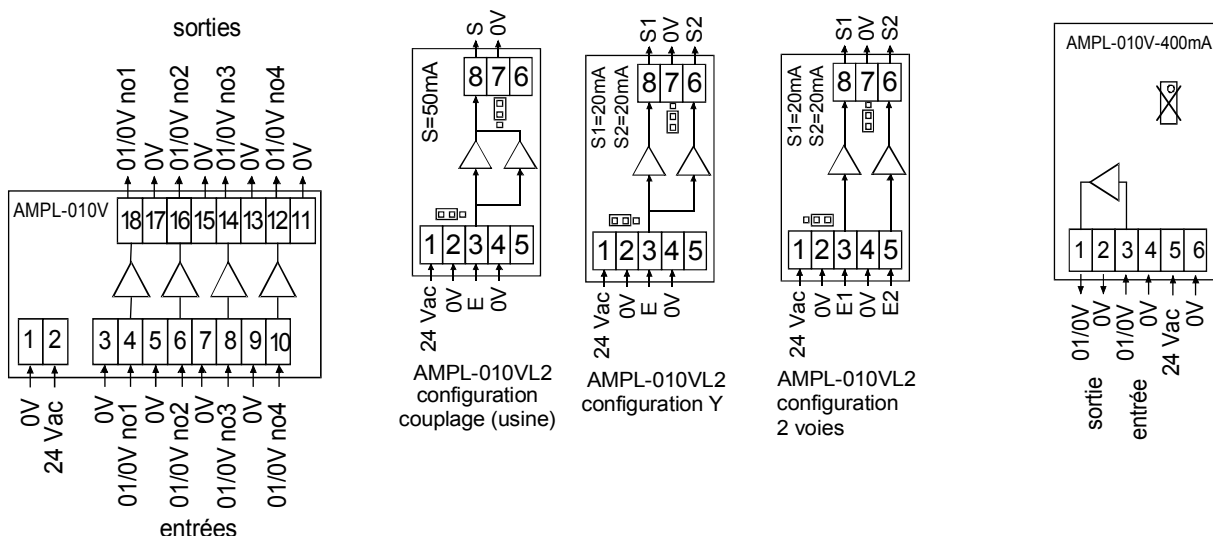 sorties
01/0V no1
0V
01/0V no2
0V
01/0V no3
0V
01/0V no4
0V
AMPL-010V
18 17 16 15 14 13 12 11
1 2
3 4 5 6 7 8 9 10
0V
24 Vac
0V
01/0V no1
0V
01/0V no2
0V
01/0V no3
0V
01/0V no4
entrées
S
0V
8 7 6
S=50mA
1 2 3 4 5
24 Vac
0V
E
0V
AMPL-010VL2
configuration
couplage (usine)
S1
0V
S2
8 7 6
S1=20mA
S2=20mA
1 2 3 4 5
24 Vac
0V
E
0V
AMPL-010VL2
configuration Y
S1
0V
S2
8 7 6
S1=20mA
S2=20mA
1 2 3 4 5
24 Vac
0V
E1
0V
E2
AMPL-010VL2
configuration
2 voies
AMPL-010V-400mA
1 2 3 4 5 6
01/0V
0V
01/0V
0V
24 Vac
0V
sortie
entrée